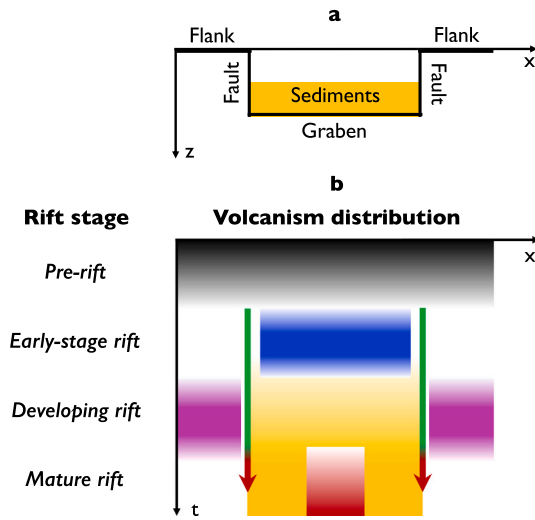 a
Flank Flank
x
Fault Fault
Sediments
Graben
z
b
Rift stage Volcanism distribution
x
Pre-rift
Early-stage rift
Developing rift
Mature rift
t